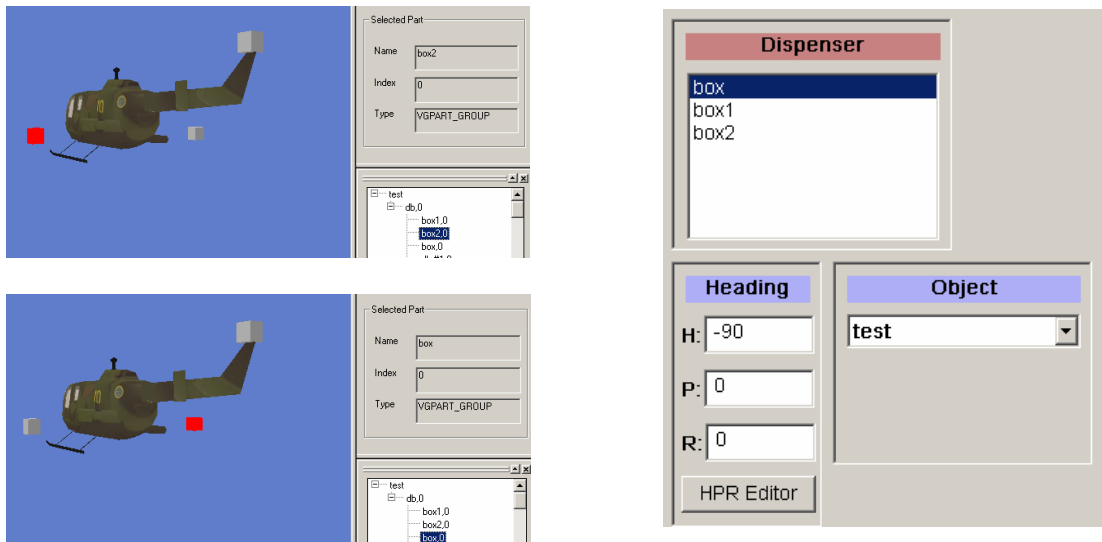 Selected Part
Name box2
Index 0
Type VGPART_GROUP
test
db,0
box1,0
box2,0
box,0
Selected Part
Name box
Index 0
Type VGPART_GROUP
test
db,0
box1,0
box2,0
box,0
Dispenser
box
box1
box2
Heading
H: -90
P: 0
R: 0
HPR Editor
Object
test